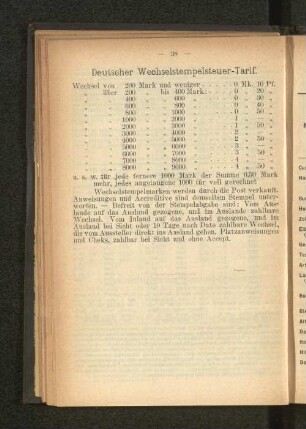 — 38 —
Deutscher Wechselstempelsteuer-Tarif.
Wechsel von 200 Mark und weniger . . . 0 Mk. 10 Pf.
über 200 „ bis 400 Mark: . . 0 „ 20 „
„ 400 „ „ 600 „ . . 0 „ 30 „
„ 600 „ „ 800 „ . . 0 „ 40 „
„ 800 „ „ 1000 „ . . 0 „ 50 „
„ 1000 „ „ 2000 „ . . 1 „ — „
„ 2000 „ „ 3000 „ . . 1 „ 50 „
„ 3000 „ „ 4000 „ . . 2 „ — „
„ 4000 „ „ 5000 „ . . 2 „ 50 „
„ 5000 „ „ 6000 „ . . 3 „ — „
„ 6000 „ „ 7000 „ . . 3 „ 50 „
„ 7000 „ „ 8000 „ . . 4 „ — „
„ 8000 „ „ 9000 „ . . 4 „ 50 „
u. s. w. für jede fernere 1000 Mark der Summe 0,50 Mark
mehr, jedes angefangene 1000 für voll gerechnet.
Wechselstempelmarken werden durch die Post verkauft.
Anweisungen und Accreditive sind demselben Stempel unter-
worfen. — Befreit von der Stempelabgabe sind: Vom Aus-
lande auf das Ausland gezogene, und im Auslande zahlbare
Wechsel. Vom Inland auf das Ausland gezogene, und im
Ausland bei Sicht oder 10 Tage nach Dato zahlbare Wechsel,
die vom Aussteller direkt ins Ausland gehen. Platzanweisungen
und Cheks, zahlbar bei Sicht und ohne Accept.